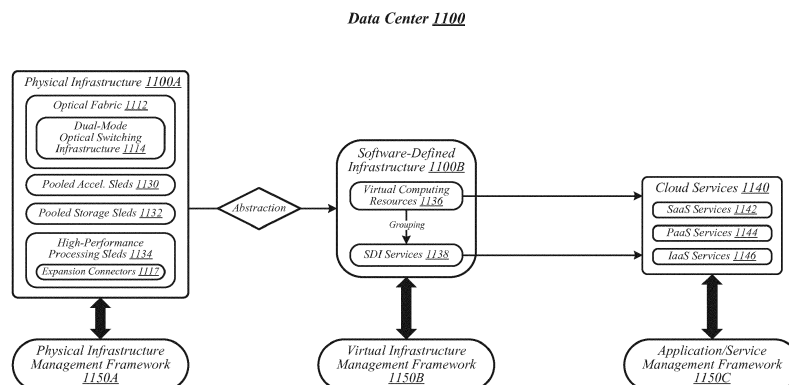 Data Center 1100
Physical Infrastructure 1100A
Optical Fabric 1112
Dual-Mode
Optical Switching
Infrastructure 1114
Pooled Accel. Sleds 1130
Pooled Storage Sleds 1132
High-Performance
Processing Sleds 1134
Expansion Connectors 1117
Abstraction
Software-Defined
Infrastructure 1100B
Virtual Computing
Resources 1136
Grouping
SDI Services 1138
Cloud Services 1140
SaaS Services 1142
PaaS Services 1144
IaaS Services 1146
Physical Infrastructure
Management Framework
1150A
Virtual Infrastructure
Management Framework
1150B
Application/Service
Management Framework
1150C